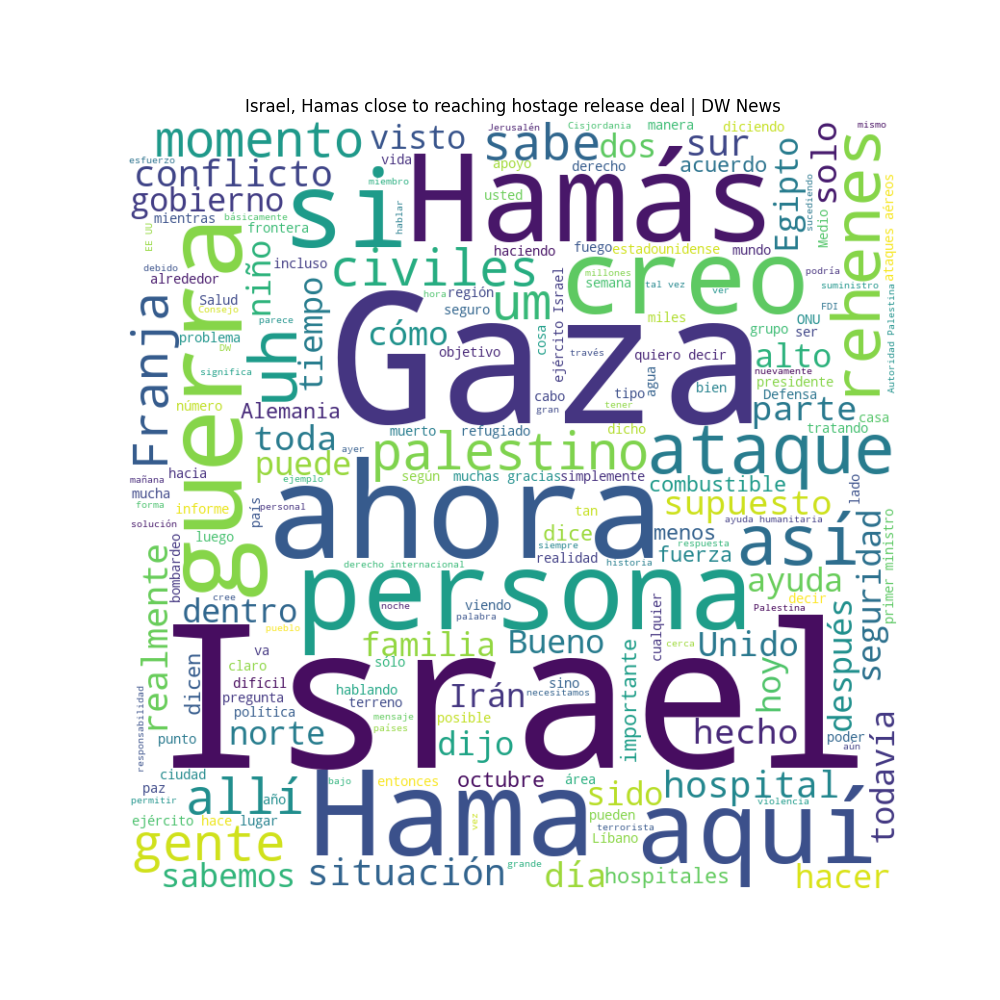 Israel, Hamas close to reaching hostage release deal | DW News
momento
visto
sabe
Jerusalén
Cisjordania
manera
diciendo
mismo
dos
sur
solo
esfuerzo
conflicto
vida
si
Hamás
apoyo
derecho
acuerdo
Egipto
rehenes
gobierno
miembro
usted
sucediendo
ataques aéreos
mientras
básicamente
frontera
hablar
EE UU
guerra
niño
haciendo
fuego
estadounidense
mundo
Medio
debido
alrededor
incluso
civiles
creo
millones
semana
tal vez
ver
podría
suministro
Franja
Salud
Consejo
tiempo
hora
región
seguro
um
ejército Israel
miles
FDI
ONU
grupo
ser
Autoridad Palestina
problema
parece
uh
cómo
Gaza
cosa
DW
objetivo
través
quiero decir
alto
significa
agua
nuevamente
presidente
número
Alemania
cabo
gran
tipo
tener
bien
Defensa
parte
casa
toda
muerto
refugiado
dicho
ataque
tratando
ayer
palestino
puede
mañana
hacia
según
muchas gracias
simplemente
combustible
lado
forma
mucha
ejemplo
personal
supuesto
solución
informe
país
ahora
tan
dice
menos
ayuda humanitaria
así
luego
siempre
realidad
respuesta
fuerza
historia
seguridad
primer ministro
bombardeo
realmente
derecho internacional
persona
ayuda
cree
dentro
noche
viendo
palabra
decir
Palestina
después
pueblo
familia
Bueno
cualquier
cerca
Unido
va
claro
sólo
importante
hoy
dicen
difícil
hablando
Irán
sino
necesitamos
responsabilidad
pregunta
terreno
Israel
política
mensaje
posible
países
hecho
poder
aún
todavía
punto
norte
dijo
ciudad
paz
bajo
entonces
octubre
área
hospital
permitir
allí
año
Hama
sido
violencia
aquí
ejército
hace
lugar
vez
pueden
terrorista
Líbano
gente
sabemos
situación
grande
día
hospitales
hacer